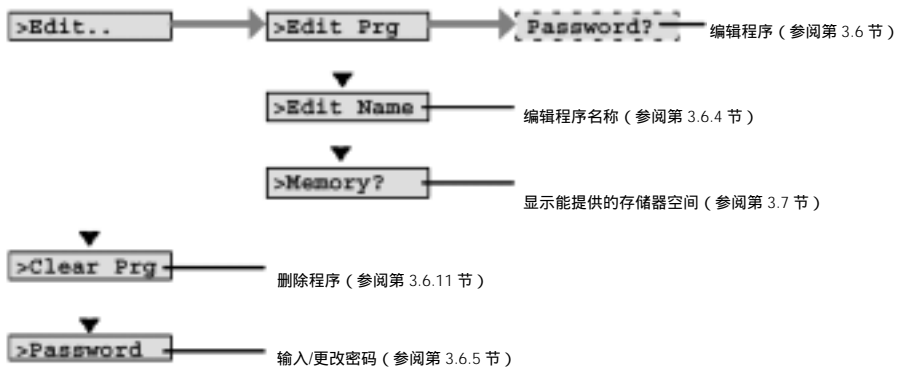 >Edit.. >Edit Prg Password? 编辑程序（参阅 3.6 节）
>Edit Name 编辑程序名称（参阅第 3.6.4 节）
>Memory? 显示能提供的存储器空间（参阅第 3.7 节）
>Clear Prg 删除程序（参阅第 3.6.11 节）
>Password 输入/更改密码（参阅第 3.6.5 节）